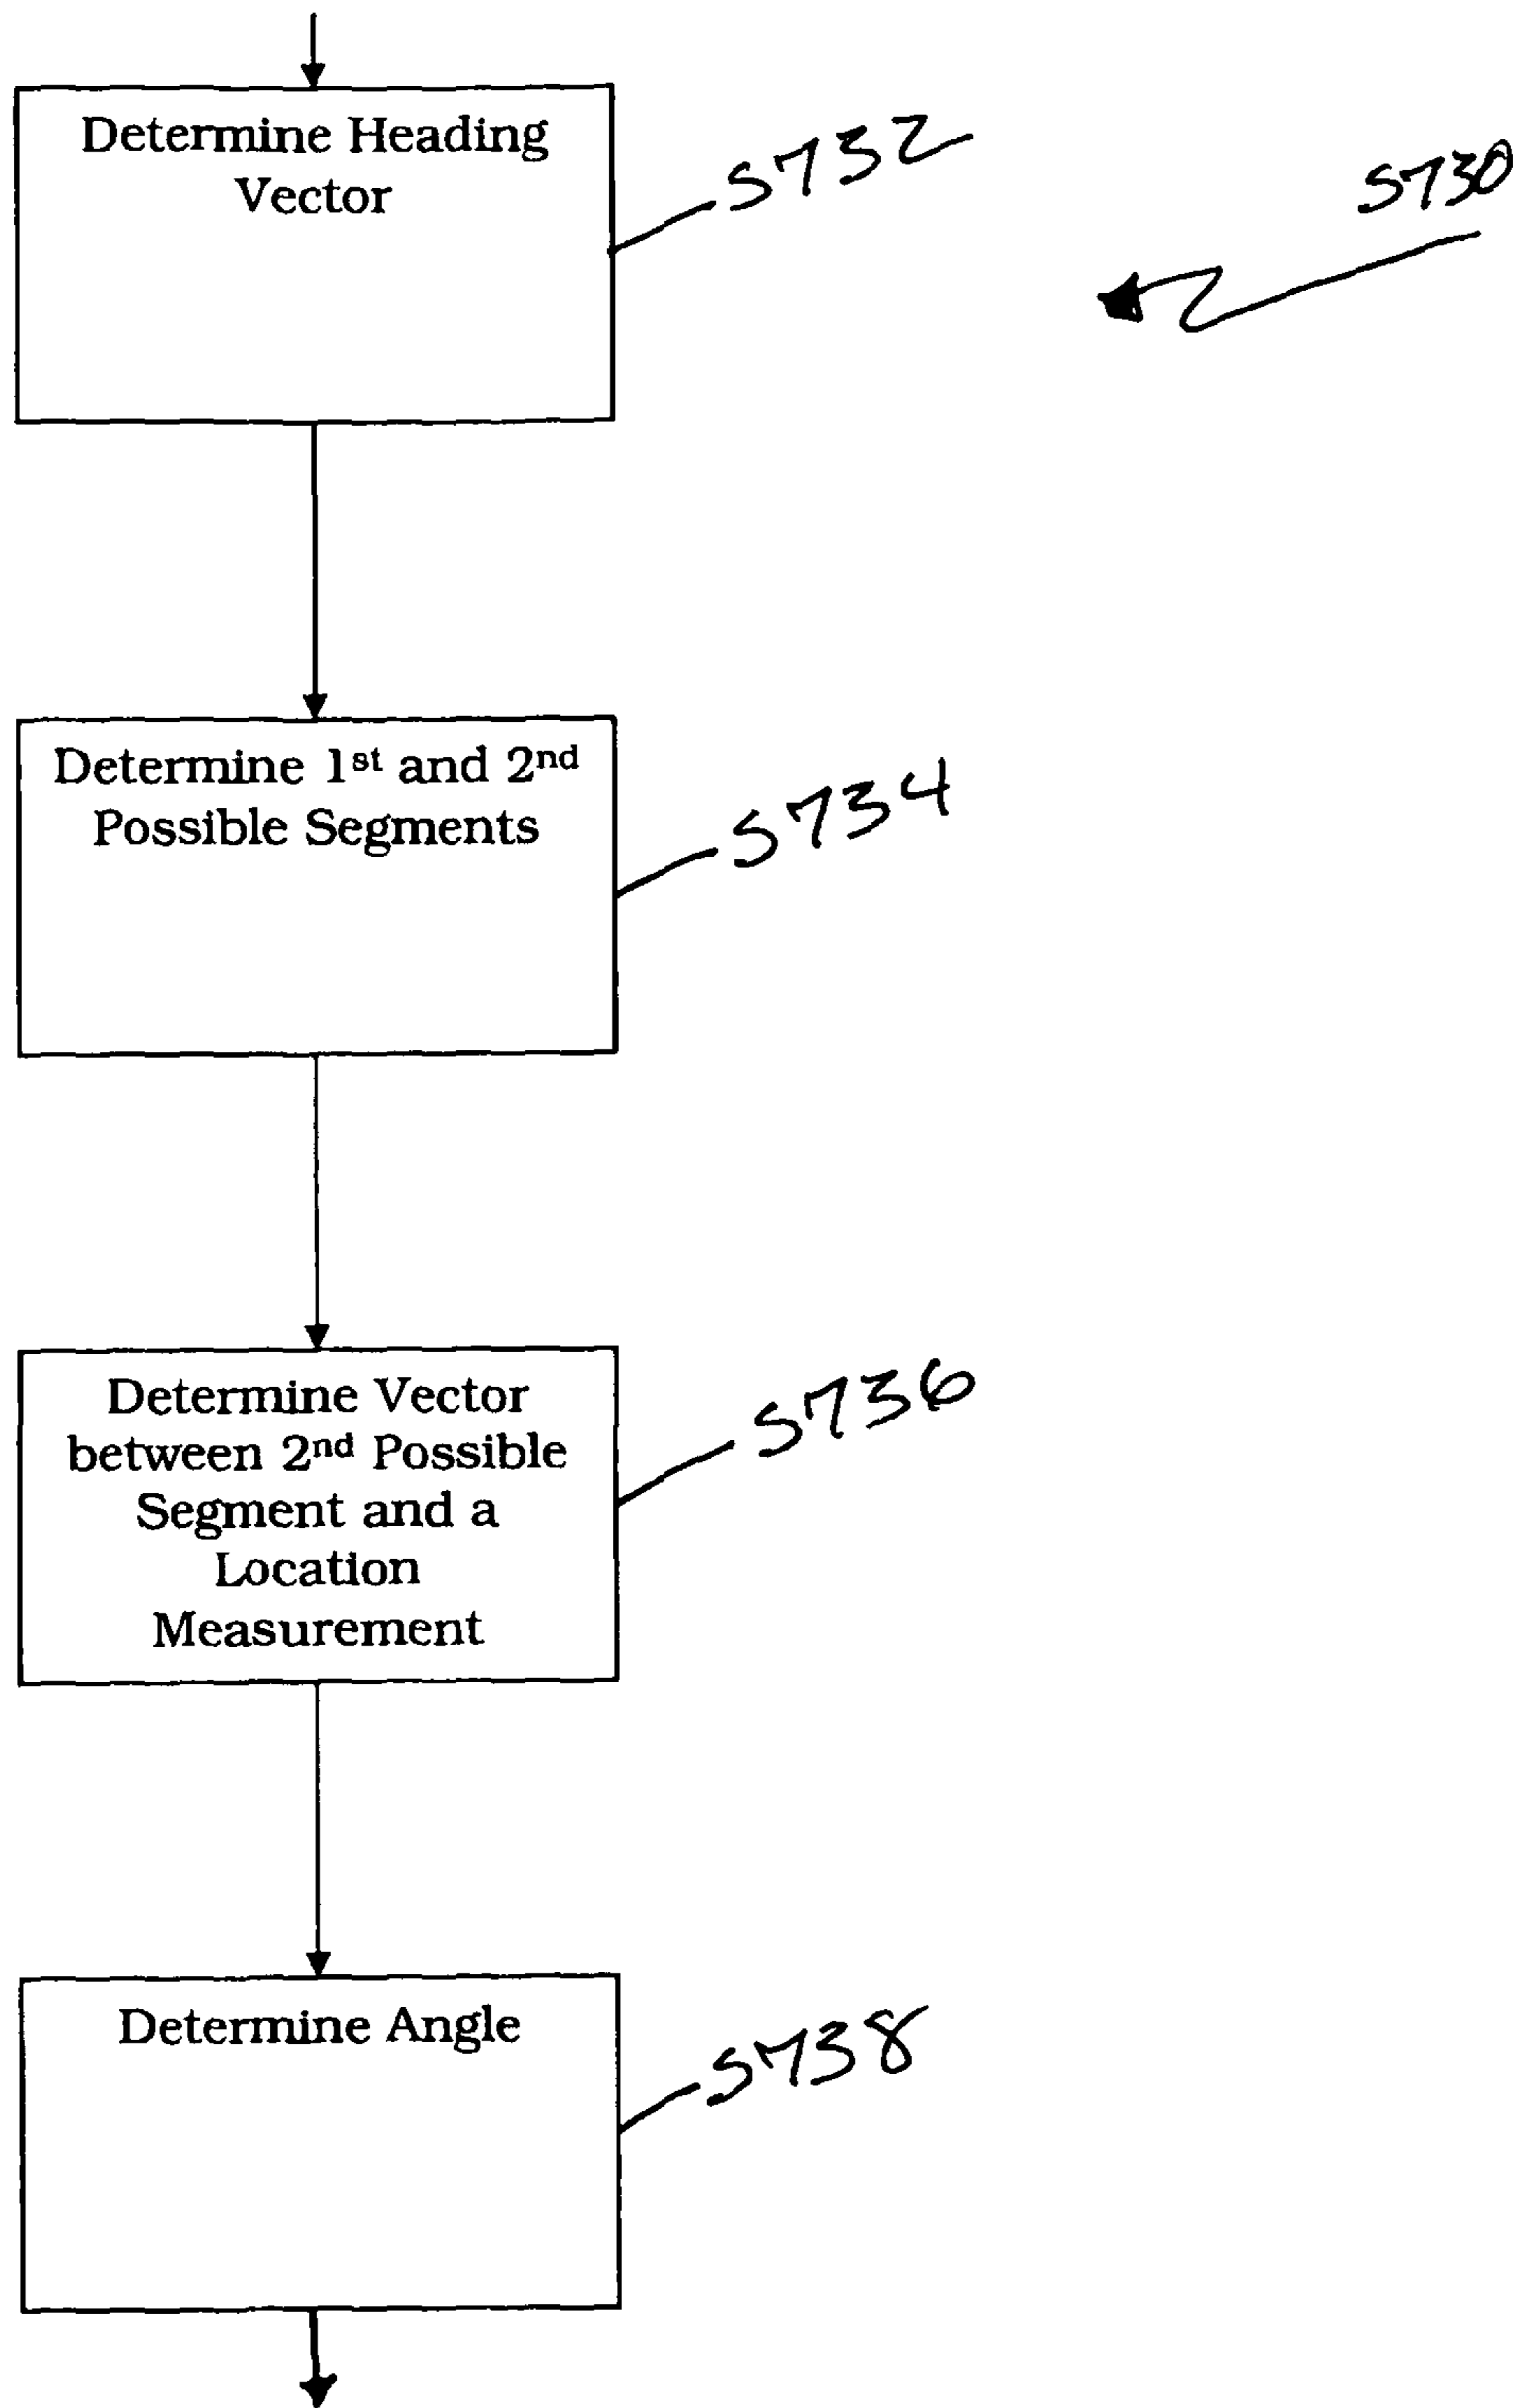 Determine Heading
Vector
S732
S730
Determine 1st and 2nd
Possible Segments
S734
Determine Vector
between 2nd Possible
Segment and a
Location
Measurement
S736
Determine Angle
S738